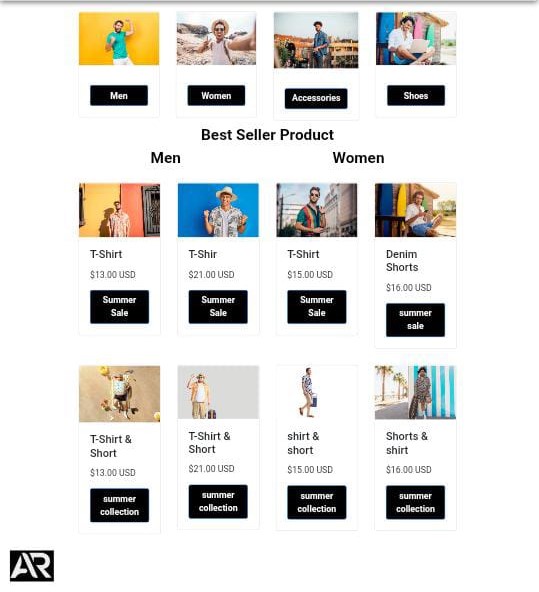 Men
Women
Accessories
Shoes
Best Seller Product
Men
Women
T-Shirt
$13.00 USD
Summer
Sale
T-Shir
$21.00 USD
Summer
Sale
T-Shirt
$15.00 USD
Summer
Sale
Denim
Shorts
$16.00 USD
summer
sale
T-Shirt &
Short
$13.00 USD
summer
collection
T-Shirt &
Short
$21.00 USD
summer
collection
shirt &
short
$15.00 USD
summer
collection
Shorts &
shirt
$16.00 USD
summer
collection
AR